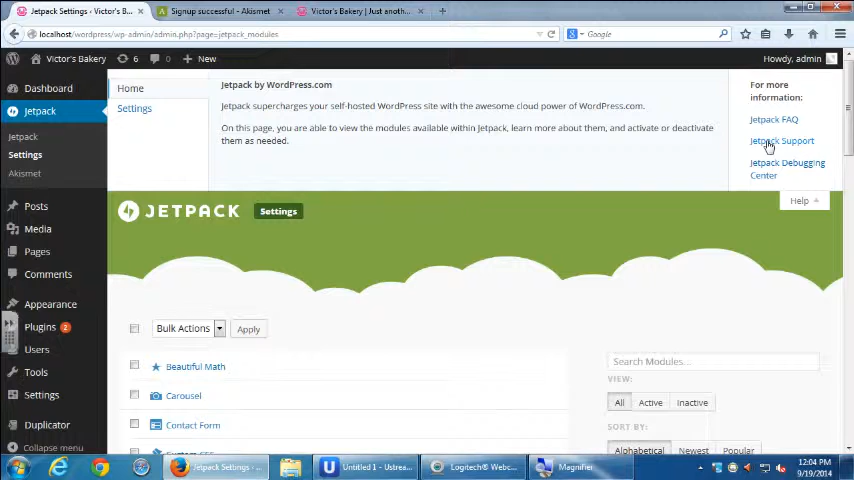 Jetpack Settings ‹ Victor's B...
Signup successful - Akismet
Victor's Bakery | Just anoth...
localhost/wordpress/wp-admin/admin.php?page=jetpack_modules
Google
Victor's Bakery
6
0
New
Howdy, admin
Dashboard
Jetpack
Jetpack
Settings
Akismet
Posts
Media
Pages
Comments
Appearance
Plugins 2
Users
Tools
Settings
Duplicator
Collapse menu
Home
Settings
Jetpack by WordPress.com
Jetpack supercharges your self-hosted WordPress site with the awesome cloud power of WordPress.com.
On this page, you are able to view the modules available within Jetpack, learn more about them, and activate or deactivate
them as needed.
For more
information:
Jetpack FAQ
Jetpack Support
Jetpack Debugging
Center
Help
JETPACK
Settings
Bulk Actions
Apply
Beautiful Math
Carousel
Contact Form
Search Modules...
VIEW:
All
Active
Inactive
SORT BY:
Alphabetical
Newest
Popular
Jetpack Settings ‹ ...
Untitled 1 - Ustrea...
Logitech® Webc...
Magnifier
12:04 PM
9/19/2014